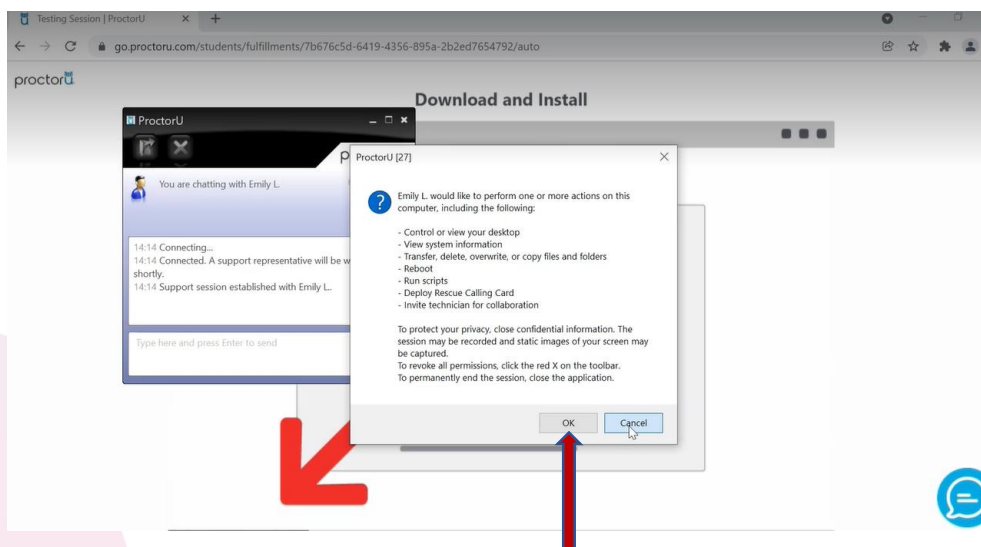 Testing Session | ProctorU
go.proctoru.com/students/fulfillments/7b676c5d-6419-4356-895a-2b2ed7654792/auto
proctorU
Download and Install
ProctorU
You are chatting with Emily L.
14:14 Connecting...
14:14 Connected. A support representative will be w
shortly.
14:14 Support session established with Emily L.
Type here and press Enter to send
P
ProctorU [27]
Emily L. would like to perform one or more actions on this
computer, including the following:
- Control or view your desktop
- View system information
- Transfer, delete, overwrite, or copy files and folders
- Reboot
- Run scripts
- Deploy Rescue Calling Card
- Invite technician for collaboration
To protect your privacy, close confidential information. The
session may be recorded and static images of your screen may
be captured.
To revoke all permissions, click the red X on the toolbar.
To permanently end the session, close the application.
OK Cancel